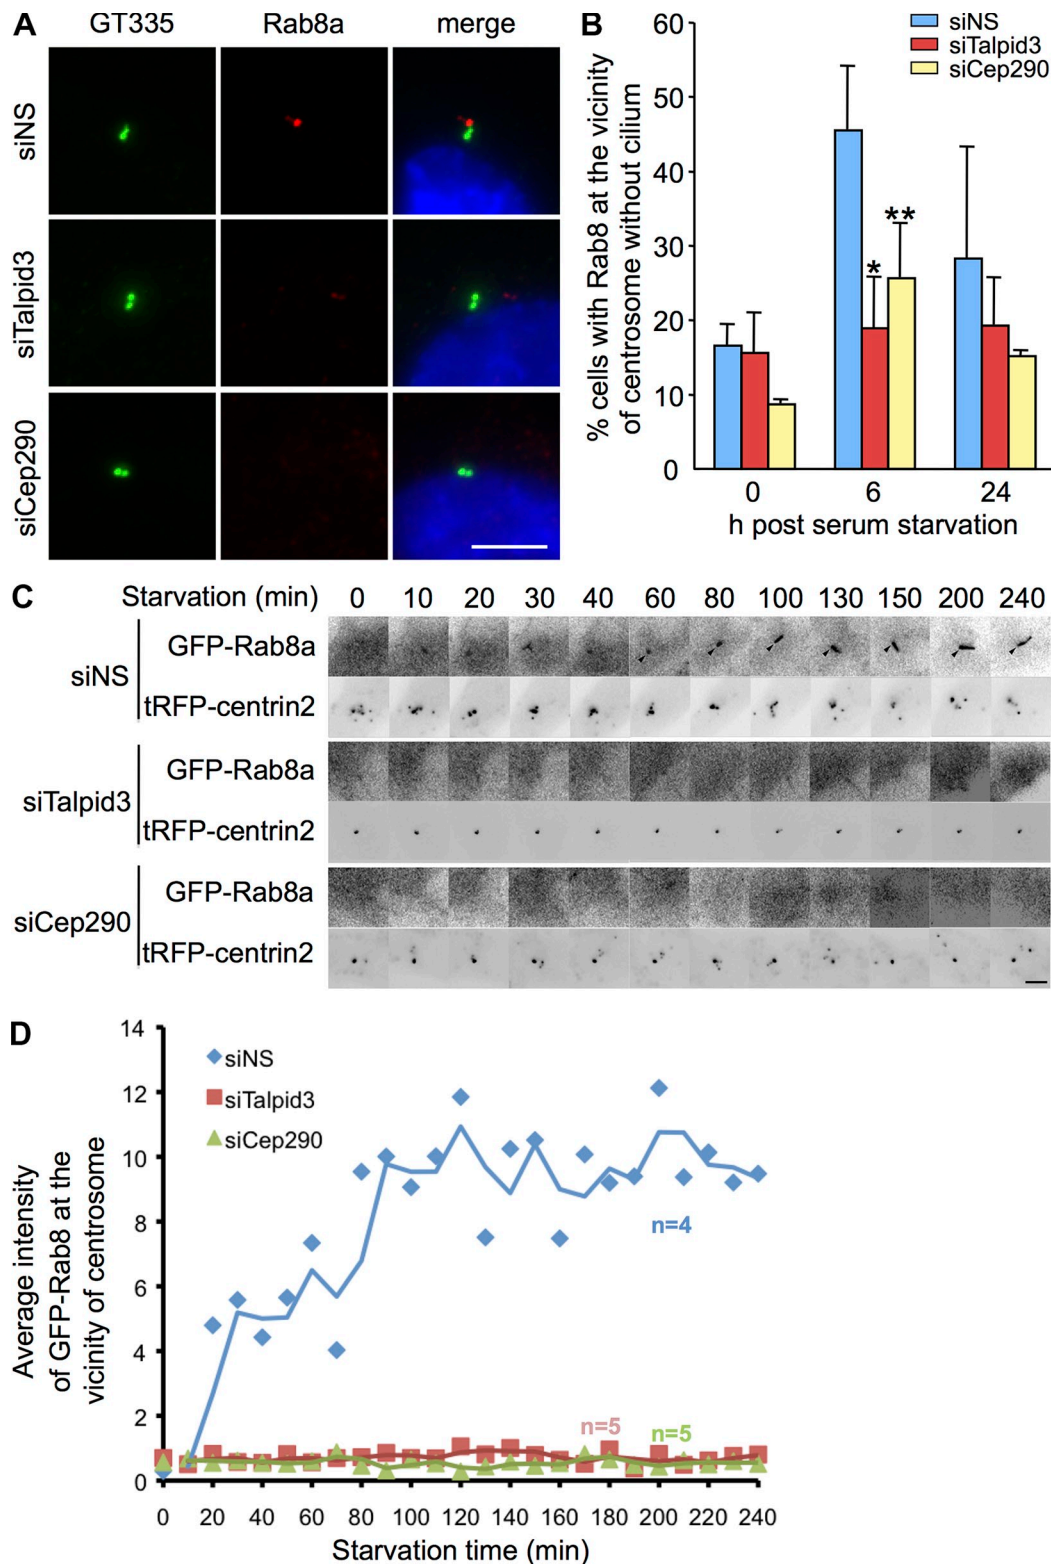 A
GT335
Rab8a
merge
siNS
siTalpid3
siCep290
B
siNS
siTalpid3
siCep290
% cells with Rab8 at the vicinity
of centrosome without cilium
60
50
40
30
20
10
0
*
**
0
6
24
h post serum starvation
C
Starvation (min)
0 10 20 30 40 60 80 100 130 150 200 240
siNS
GFP-Rab8a
tRFP-centrin2
siTalpid3
GFP-Rab8a
tRFP-centrin2
siCep290
GFP-Rab8a
tRFP-centrin2
D
siNS
siTalpid3
siCep290
Average intensity
of GFP-Rab8 at the
vicinity of centrosome
14
12
10
8
6
4
2
0
n=4
n=5
n=5
0 20 40 60 80 100 120 140 160 180 200 220 240
Starvation time (min)